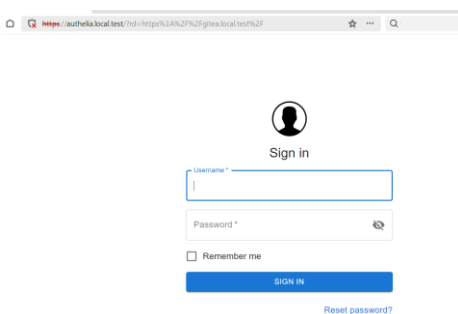 https://authelia.local.test/?rd=https%3A%2F%2Fgitea.local.test%2F
Sign in
Username *
Password *
Remember me
SIGN IN
Reset password?